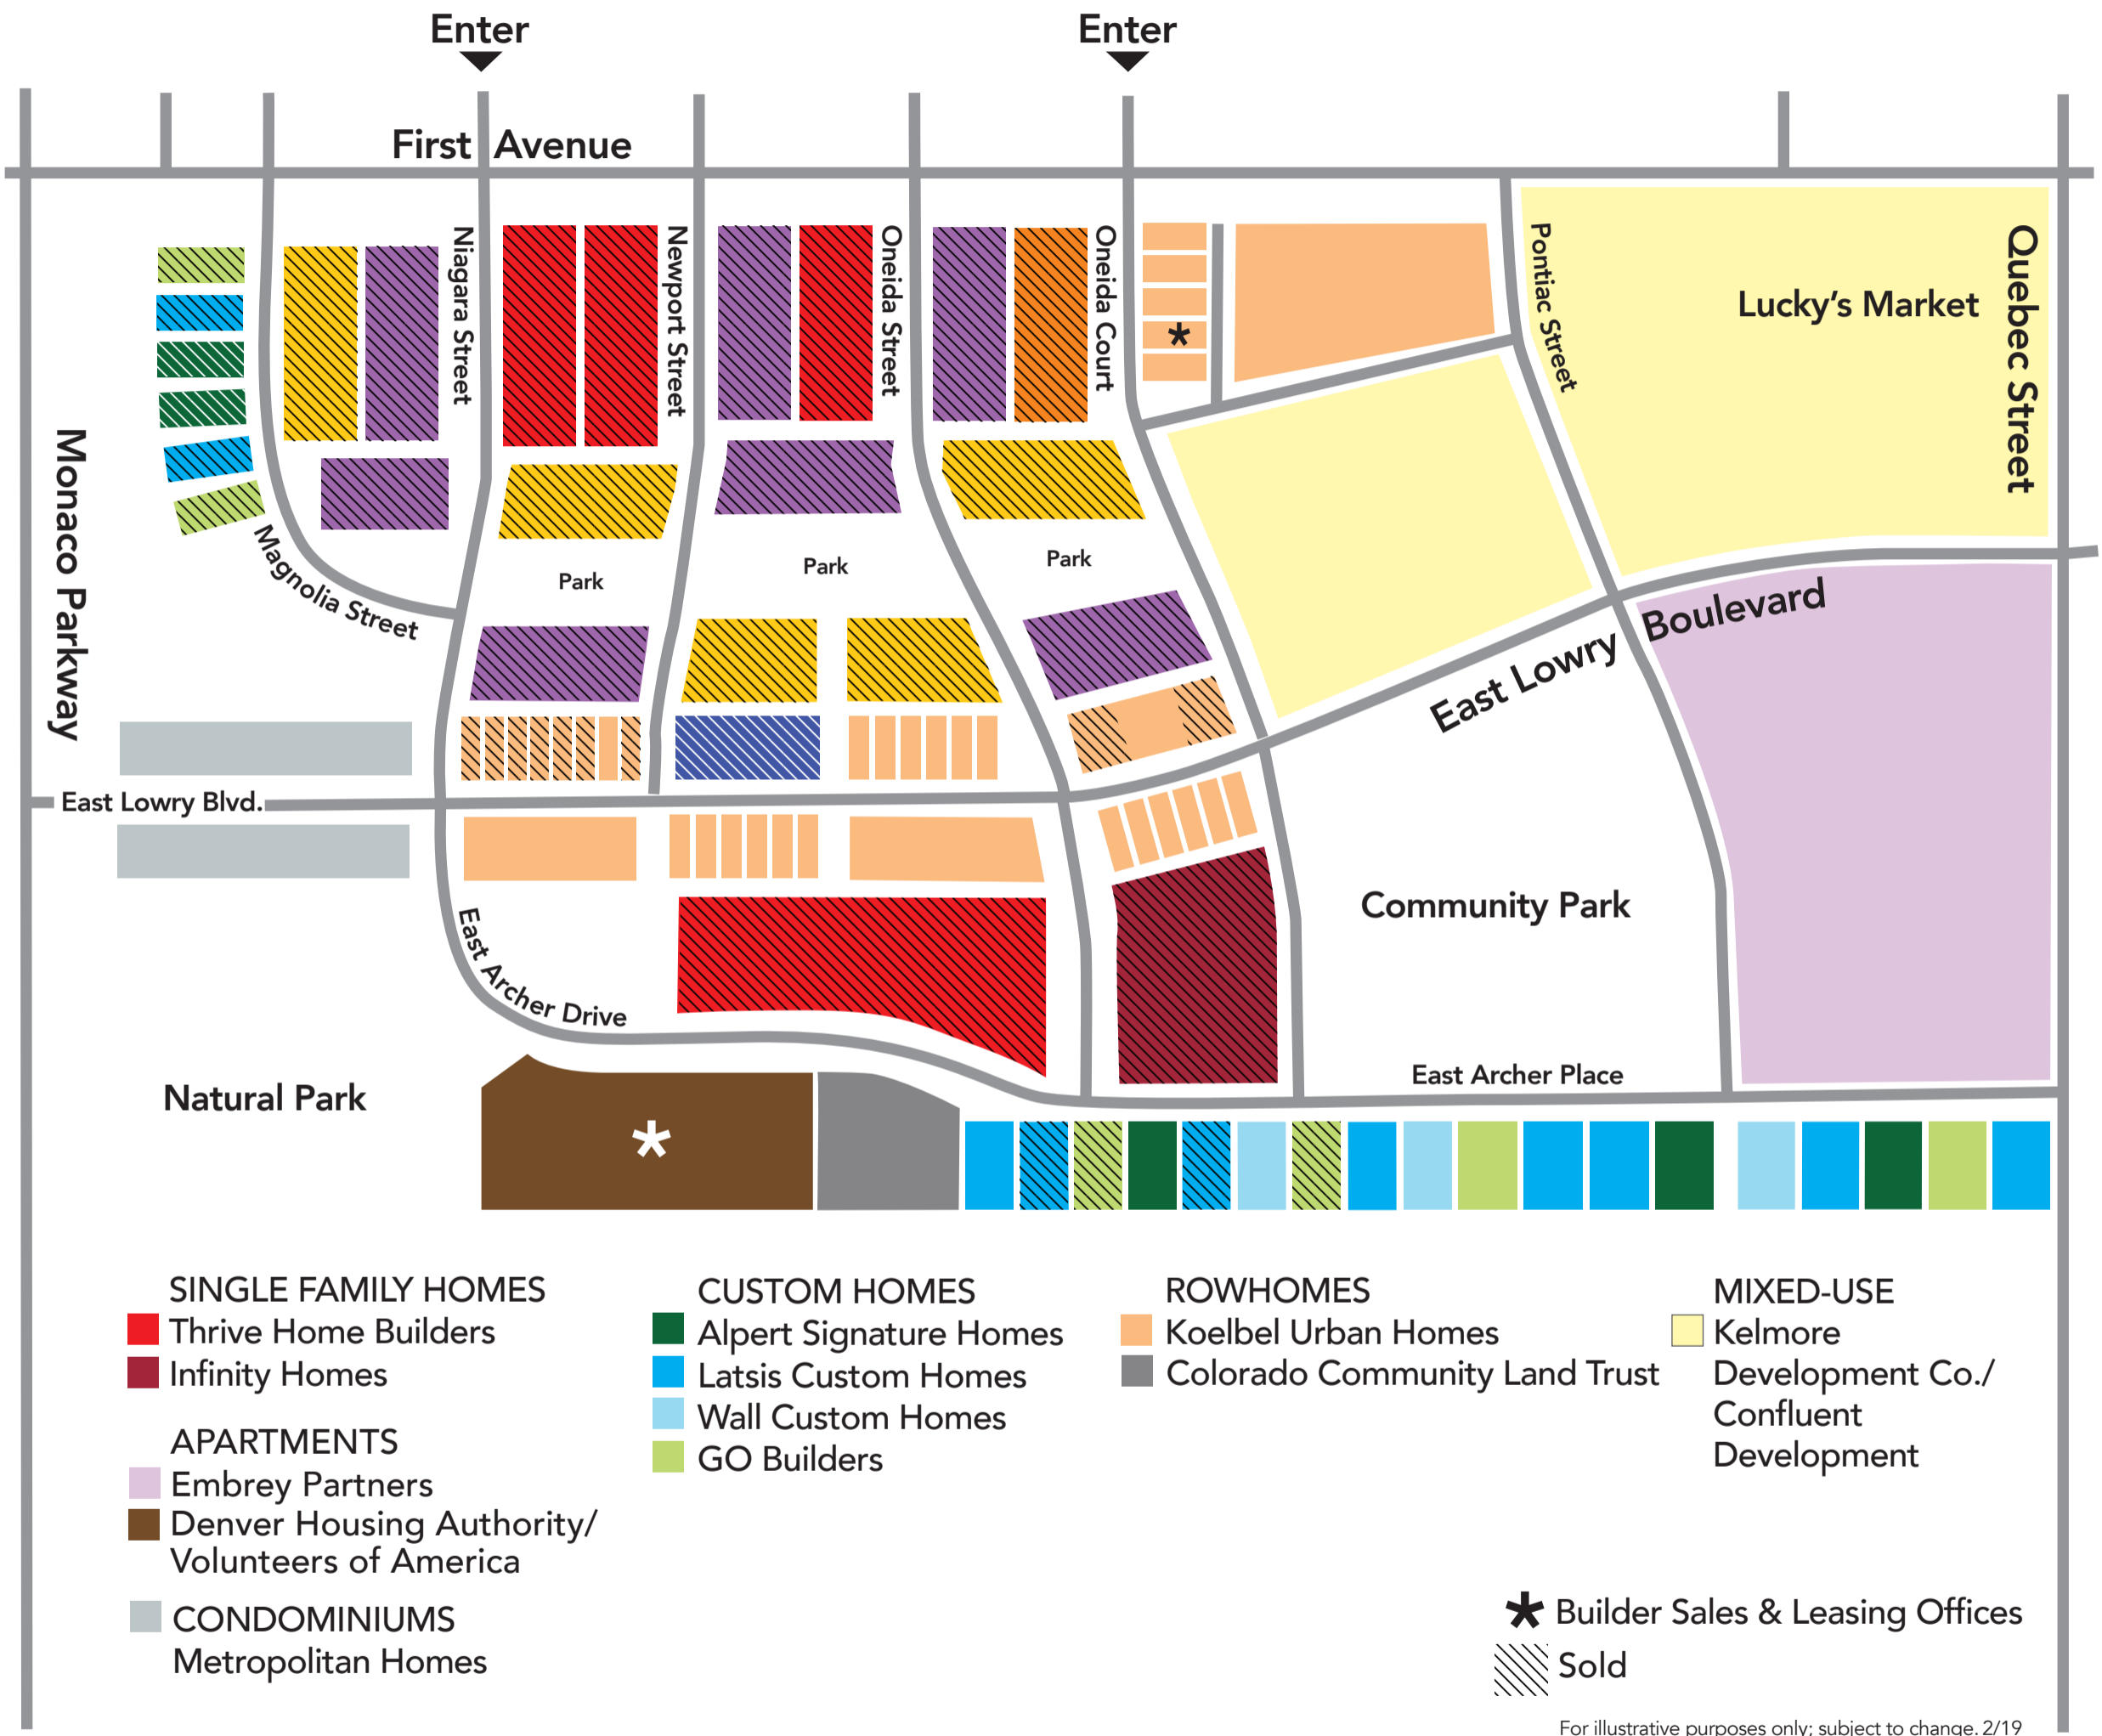 Enter
Enter
First Avenue
Niagara Street
Newport Street
Oneida Street
Oneida Court
Pontiac Street
Quebec Street
Lucky's Market
Monaco Parkway
Magnolia Street
Park
Park
Park
East Lowry Boulevard
East Lowry Blvd.
Community Park
East Archer Drive
East Archer Place
Natural Park
*
*
SINGLE FAMILY HOMES
Thrive Home Builders
Infinity Homes
APARTMENTS
Embrey Partners
Denver Housing Authority/
Volunteers of America
CONDOMINIUMS
Metropolitan Homes
CUSTOM HOMES
Alpert Signature Homes
Latsis Custom Homes
Wall Custom Homes
GO Builders
ROWHOMES
Koelbel Urban Homes
Colorado Community Land Trust
MIXED-USE
Kelmore
Development Co./
Confluent
Development
* Builder Sales & Leasing Offices
Sold
For illustrative purposes only; subject to change. 2/19